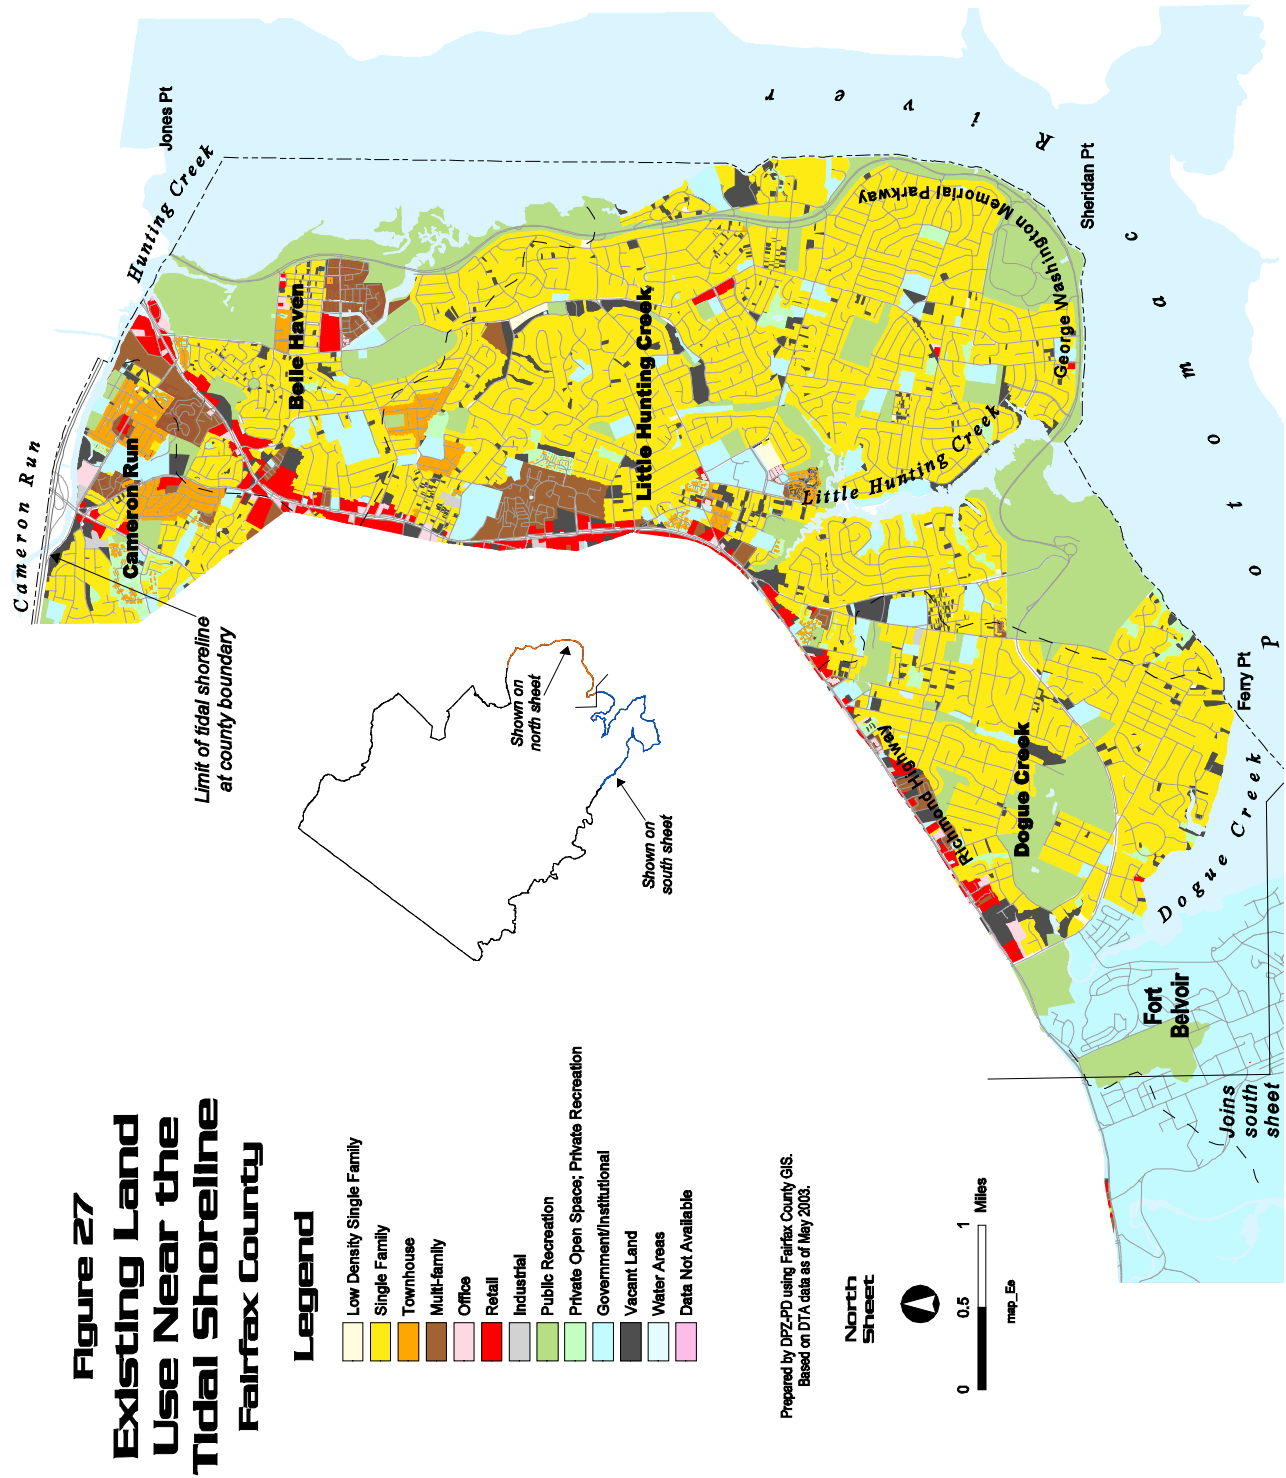 Figure 27
Existing Land
Use Near the
Tidal Shoreline
Fairfax County
Legend
Low Density Single Family
Single Family
Townhouse
Multi-family
Office
Retail
Industrial
Public Recreation
Private Open Space; Private Recreation
Government/Institutional
Vacant Land
Water Areas
Data Not Available
Prepared by DPZ-PD using Fairfax County GIS.
Based on DTA data as of May 2003.
North
Sheet
0 0.5 1 Miles
map_Ee
Limit of tidal shoreline
at county boundary
Shown on
north sheet
Shown on
south sheet
Cameron Run
Cameron Run
Hunting Creek
Jones Pt
Belle Haven
Little Hunting Creek
Little Hunting Creek
George Washington Memorial Parkway
Sheridan Pt
Potomac River
Richmond Highway
Dogue Creek
Ferry Pt
Dogue Creek
Fort
Belvoir
Joins
south
sheet